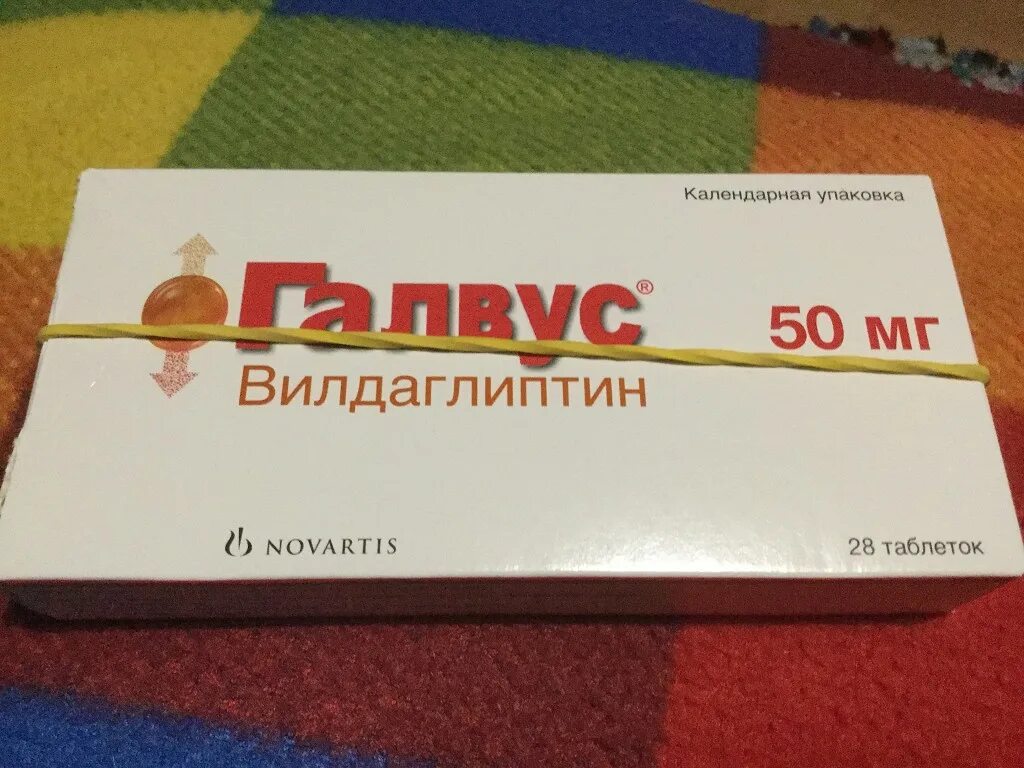 Календарная упаковка
Галвус®
50 мг
Вилдаглиптин
NOVARTIS
28 таблеток